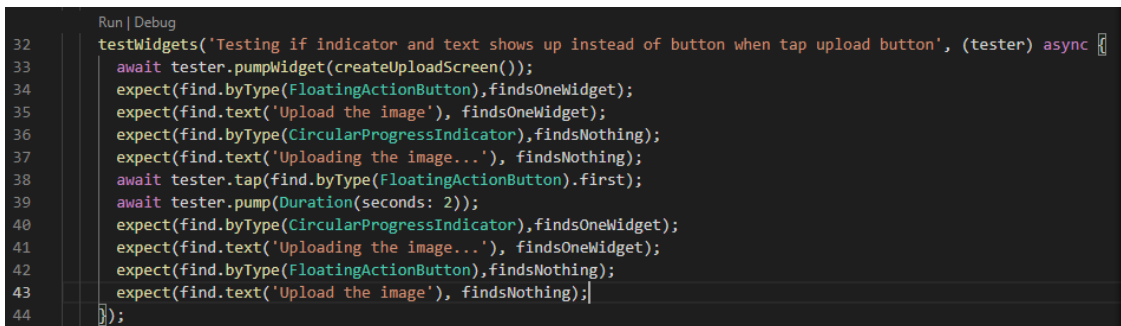 Run | Debug
32 testWidgets('Testing if indicator and text shows up instead of button when tap upload button', (tester) async {
33 await tester.pumpWidget(createUploadScreen());
34 expect(find.byType(FloatingActionButton),findsOneWidget);
35 expect(find.text('Upload the image'), findsOneWidget);
36 expect(find.byType(CircularProgressIndicator),findsNothing);
37 expect(find.text('Uploading the image...'), findsNothing);
38 await tester.tap(find.byType(FloatingActionButton).first);
39 await tester.pump(Duration(seconds: 2));
40 expect(find.byType(CircularProgressIndicator),findsOneWidget);
41 expect(find.text('Uploading the image...'), findsOneWidget);
42 expect(find.byType(FloatingActionButton),findsNothing);
43 expect(find.text('Upload the image'), findsNothing);
44 });